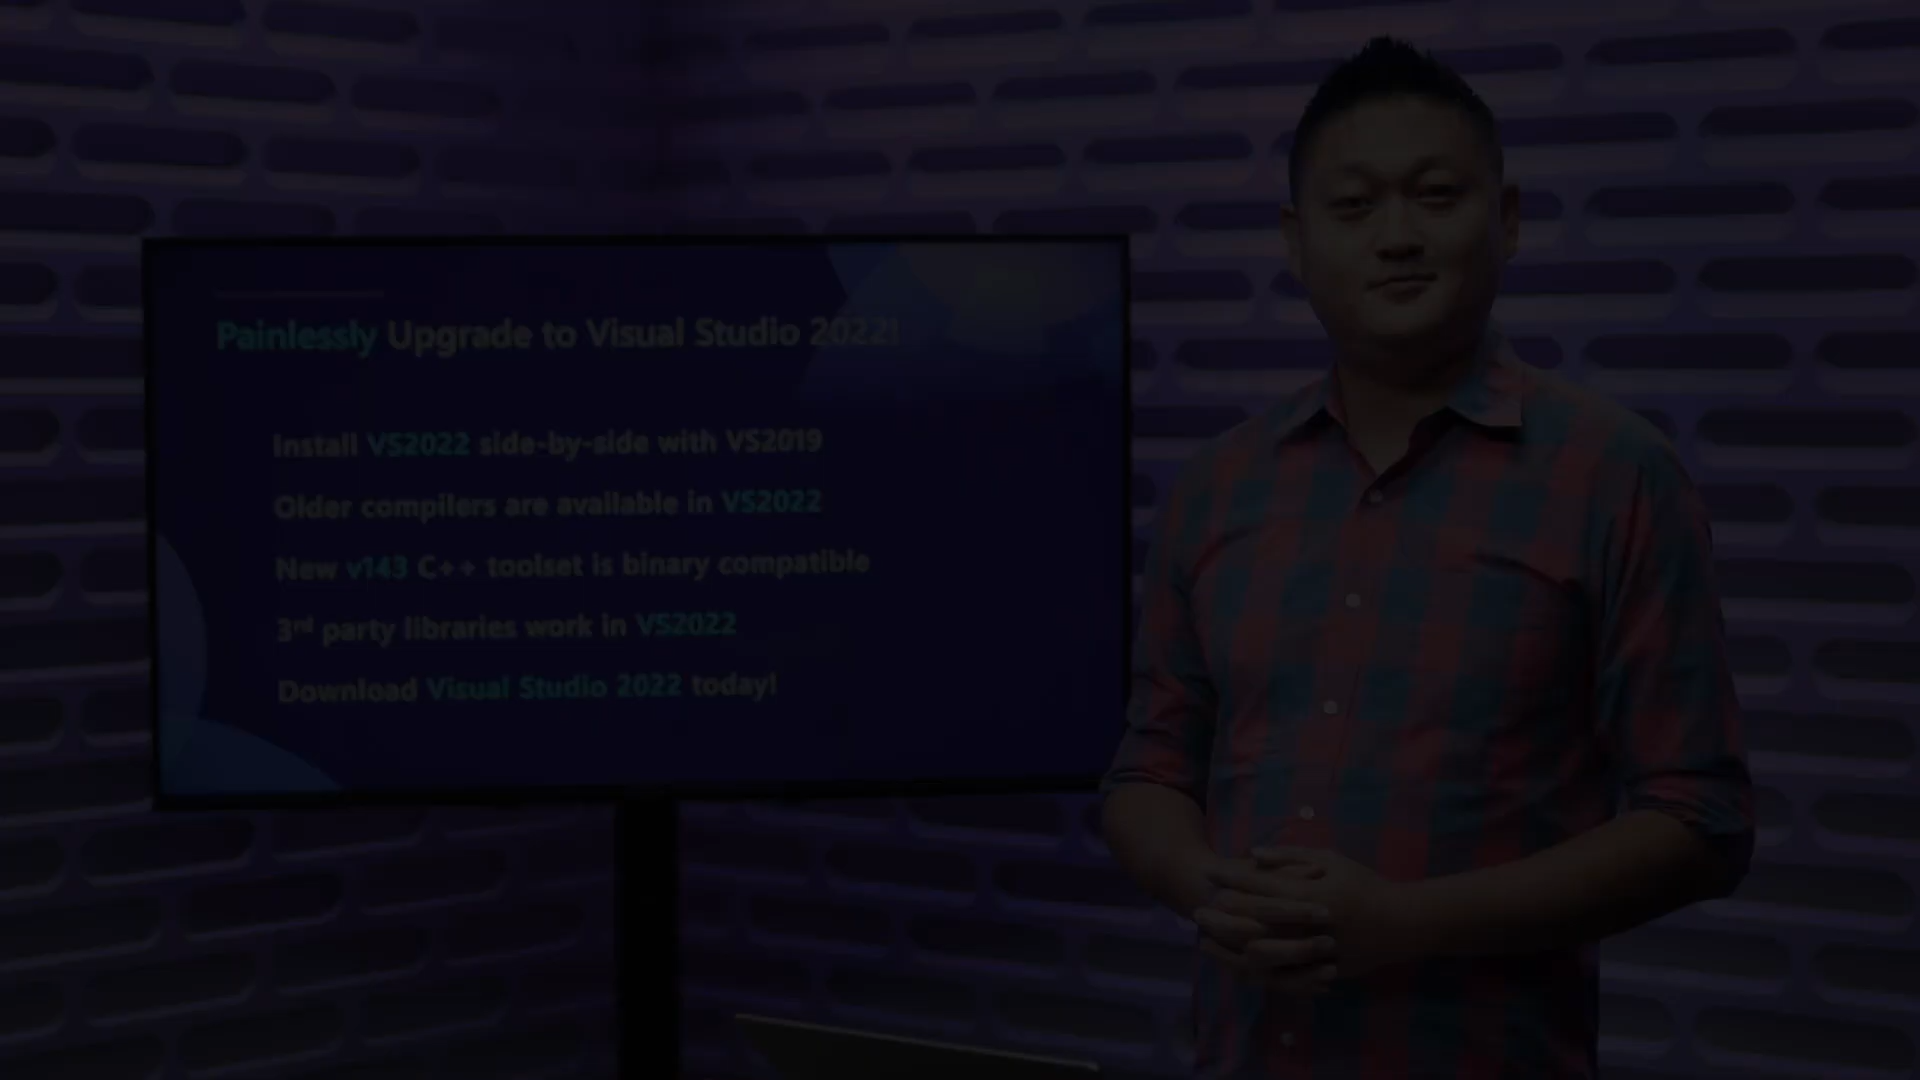 Painlessly Upgrade to Visual Studio 2022!
Install VS2022 side-by-side with VS2019
Older compilers are available in VS2022
New v143 C++ toolset is binary compatible
3rd party libraries work in VS2022
Download Visual Studio 2022 today!